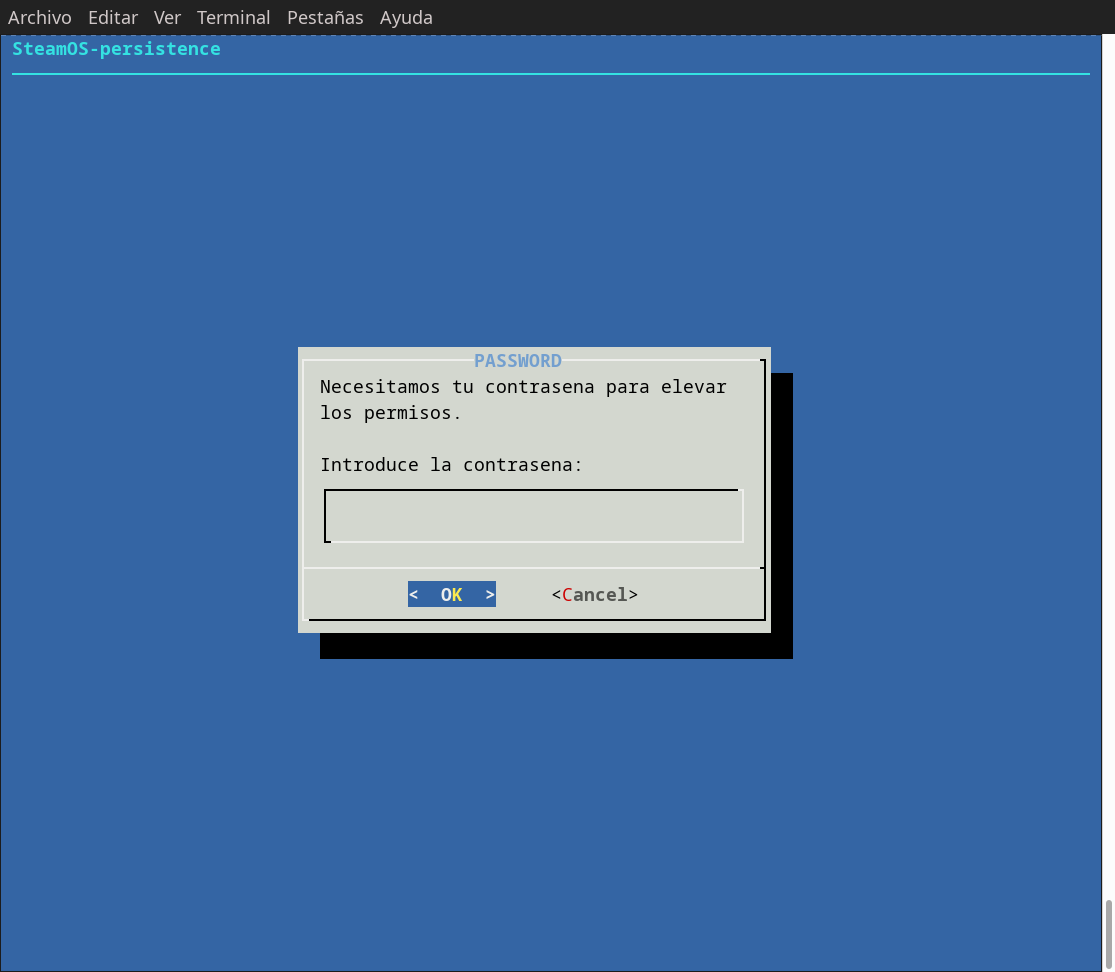 Archivo Editar Ver Terminal Pestañas Ayuda
SteamOS-persistence
PASSWORD
Necesitamos tu contrasena para elevar
los permisos.
Introduce la contrasena:
< OK > <Cancel>